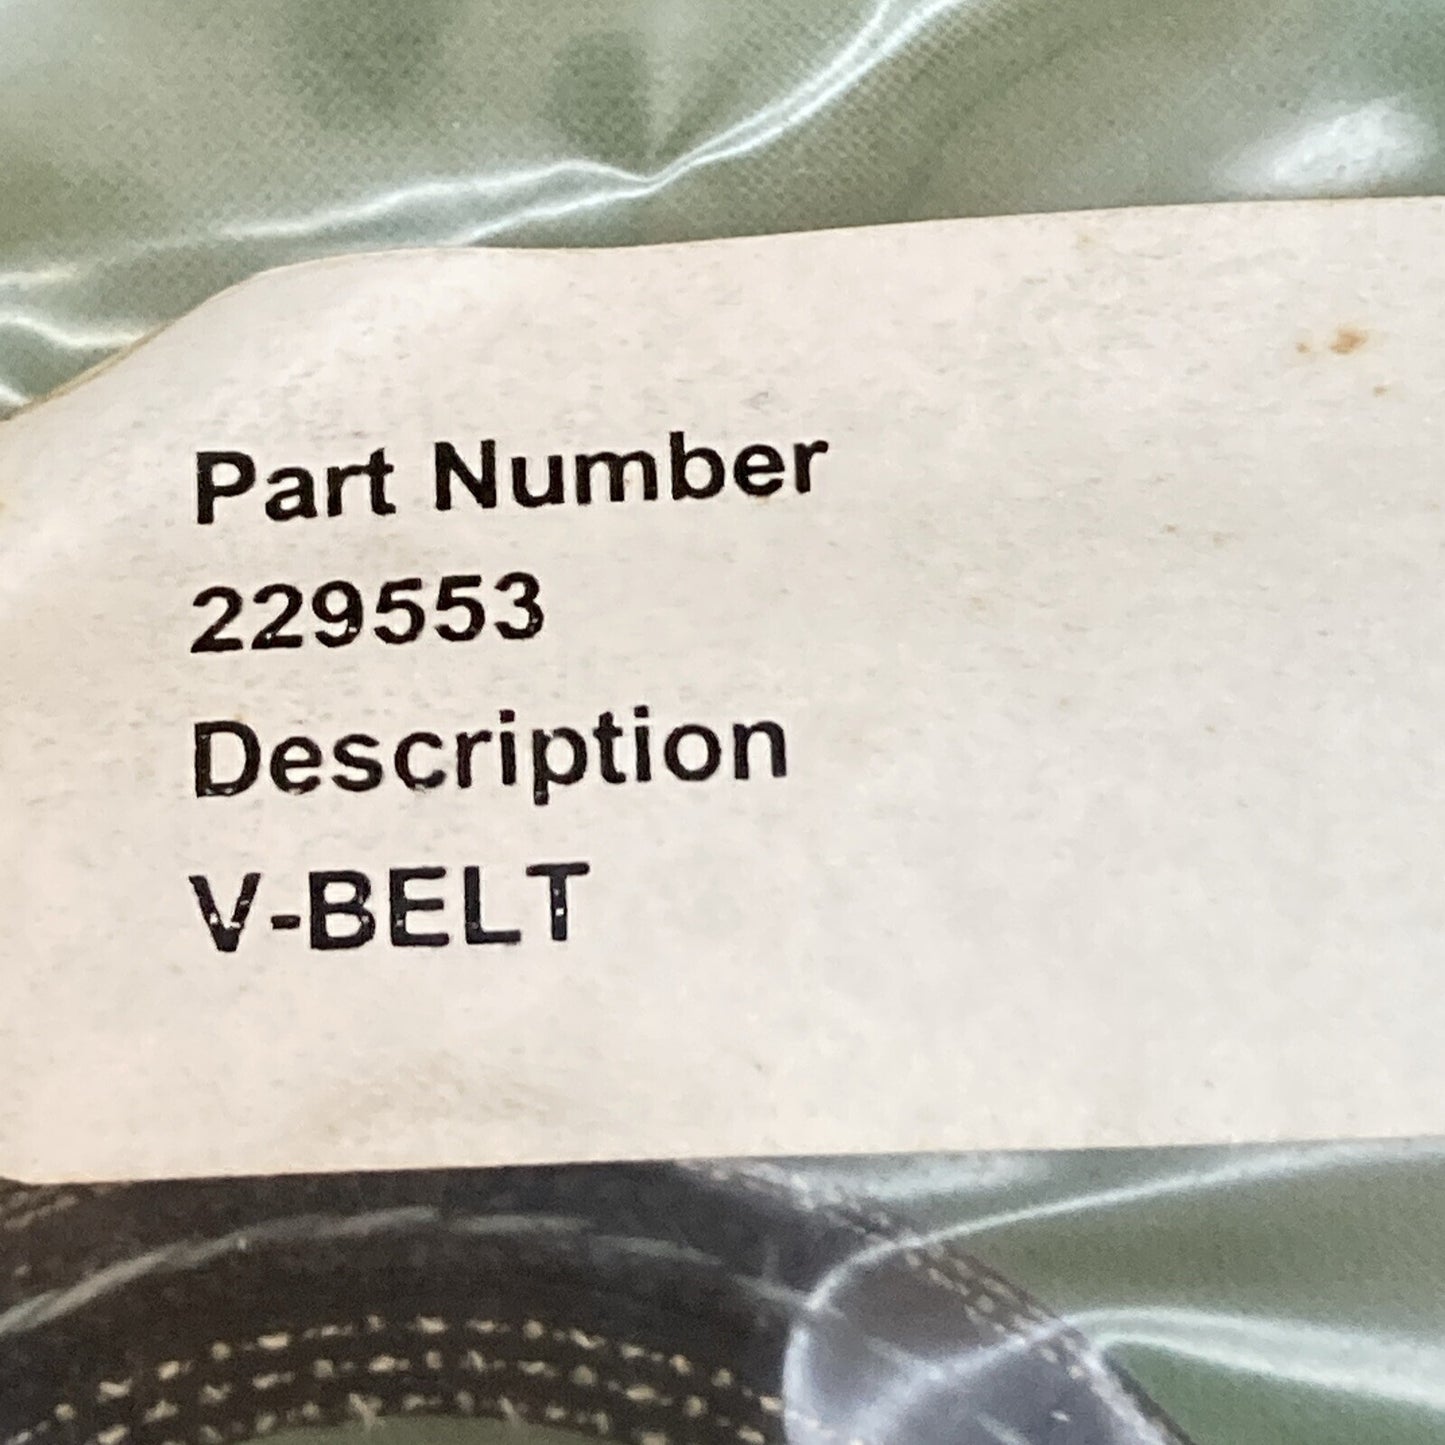 Part Number
229553
Description
V-BELT